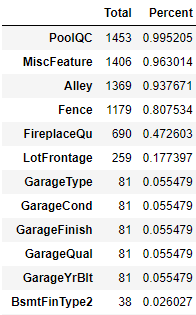 Total Percent
PoolQC 1453 0.995205
MiscFeature 1406 0.963014
Alley 1369 0.937671
Fence 1179 0.807534
FireplaceQu 690 0.472603
LotFrontage 259 0.177397
GarageType 81 0.055479
GarageCond 81 0.055479
GarageFinish 81 0.055479
GarageQual 81 0.055479
GarageYrBlt 81 0.055479
BsmtFinType2 38 0.026027